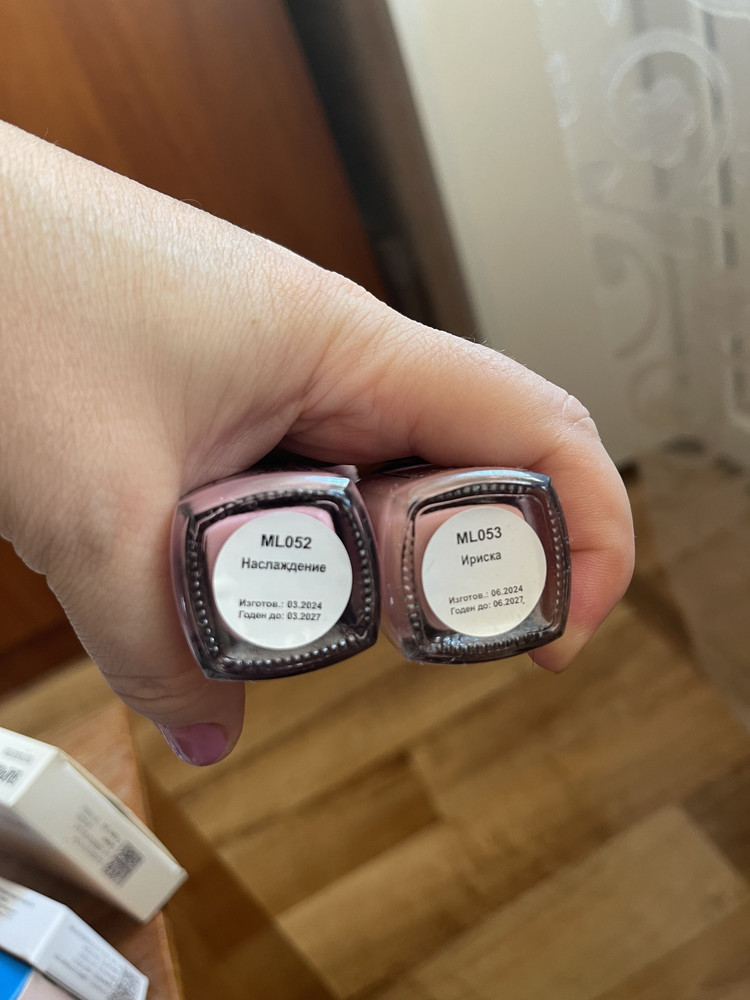 ML052
Наслаждение
Изготов.: 03.2024
Годен до: 03.2027
ML053
Ириска
Изготов.: 06.2024
Годен до: 06.2027